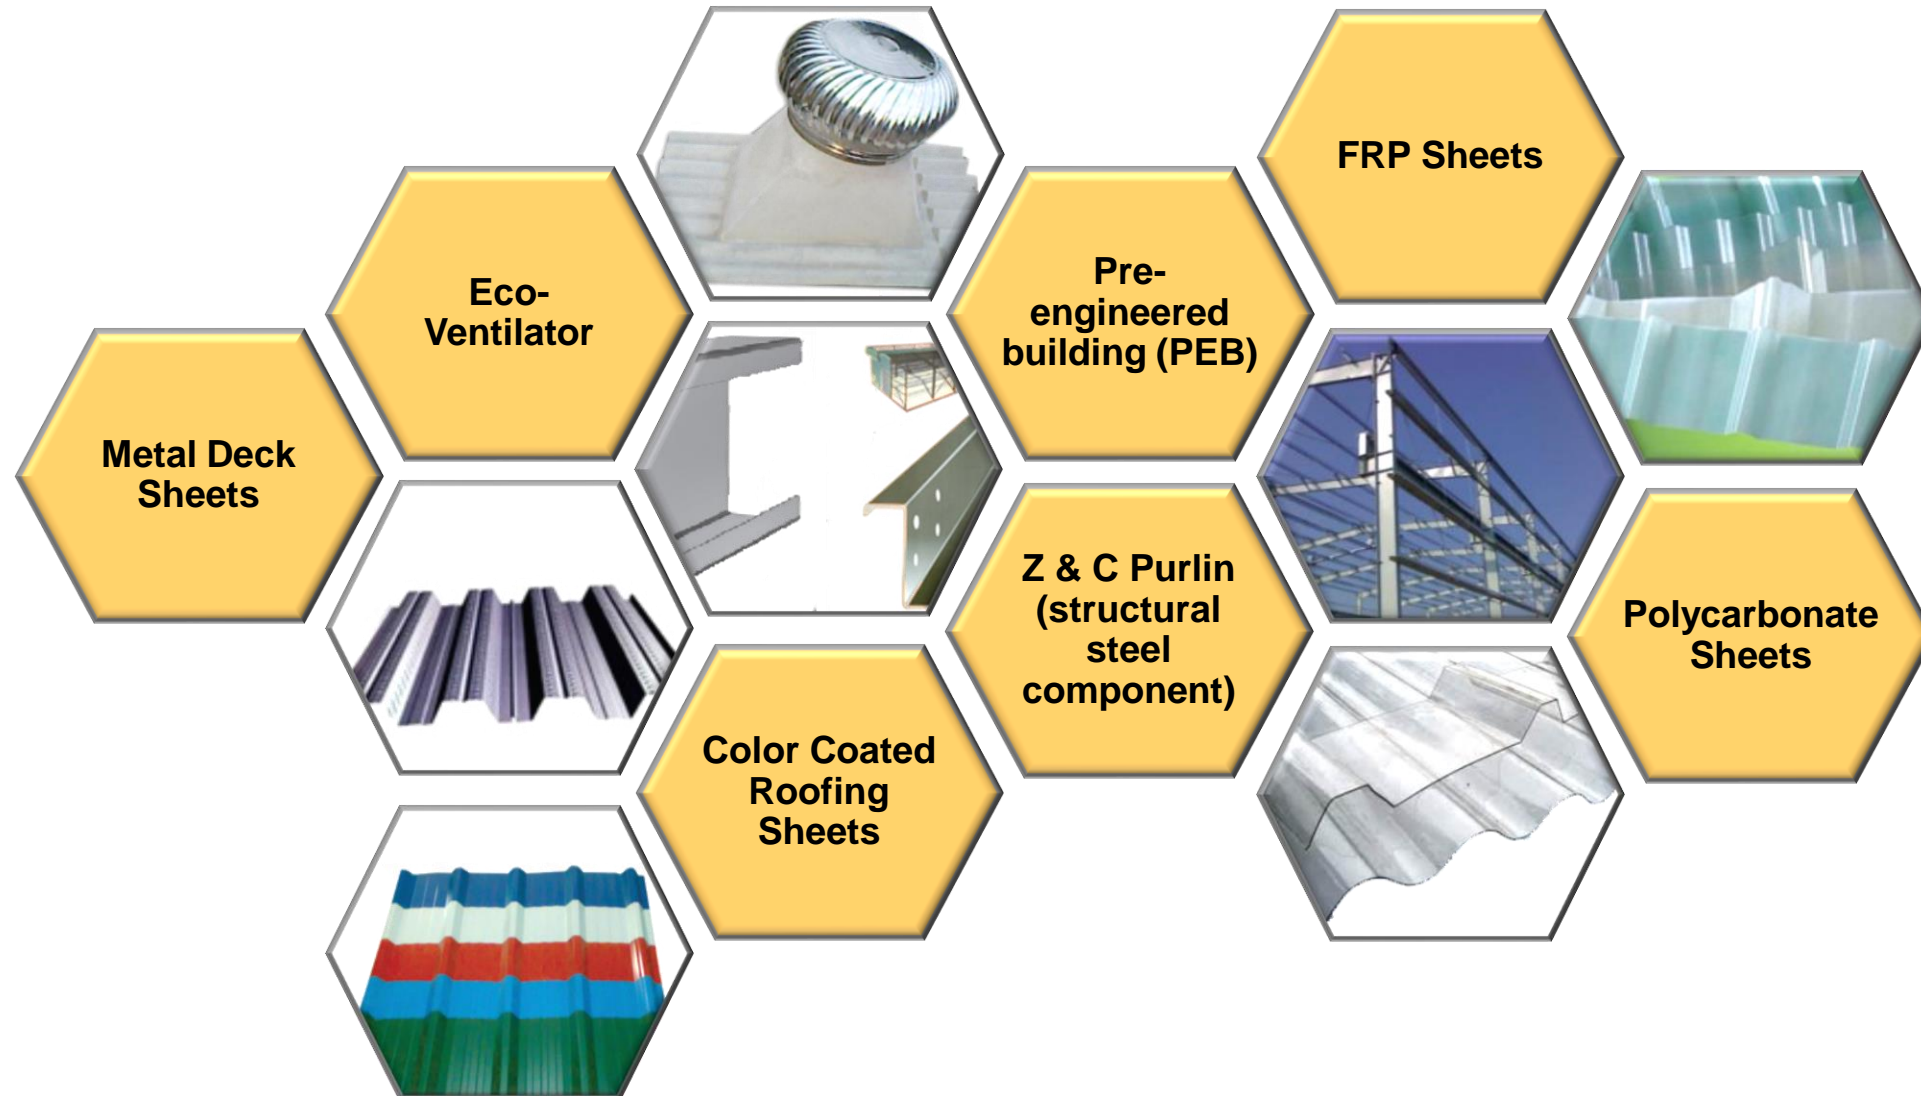 Metal Deck
Sheets
Eco-
Ventilator
Color Coated
Roofing
Sheets
Pre-
engineered
building (PEB)
Z & C Purlin
(structural
steel
component)
FRP Sheets
Polycarbonate
Sheets